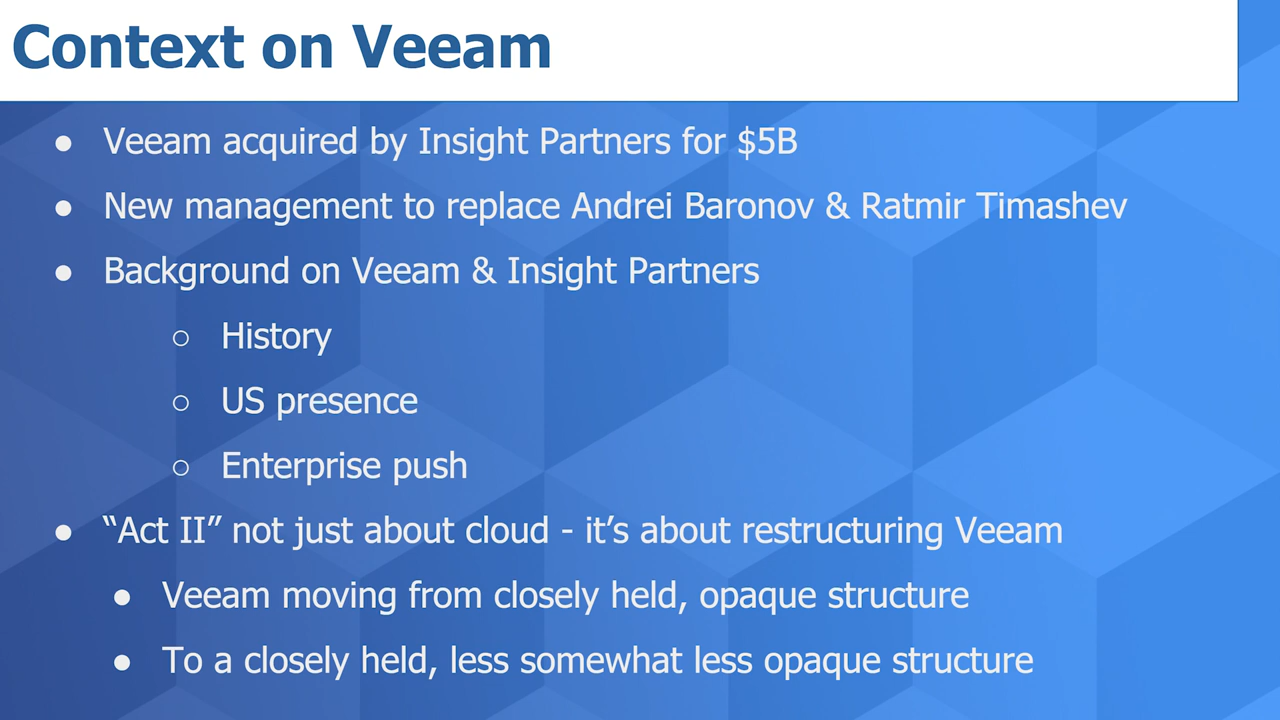 Context on Veeam
● Veeam acquired by Insight Partners for $5B
● New management to replace Andrei Baronov & Ratmir Timashev
● Background on Veeam & Insight Partners
○ History
○ US presence
○ Enterprise push
● “Act II” not just about cloud - it’s about restructuring Veeam
● Veeam moving from closely held, opaque structure
● To a closely held, less somewhat less opaque structure